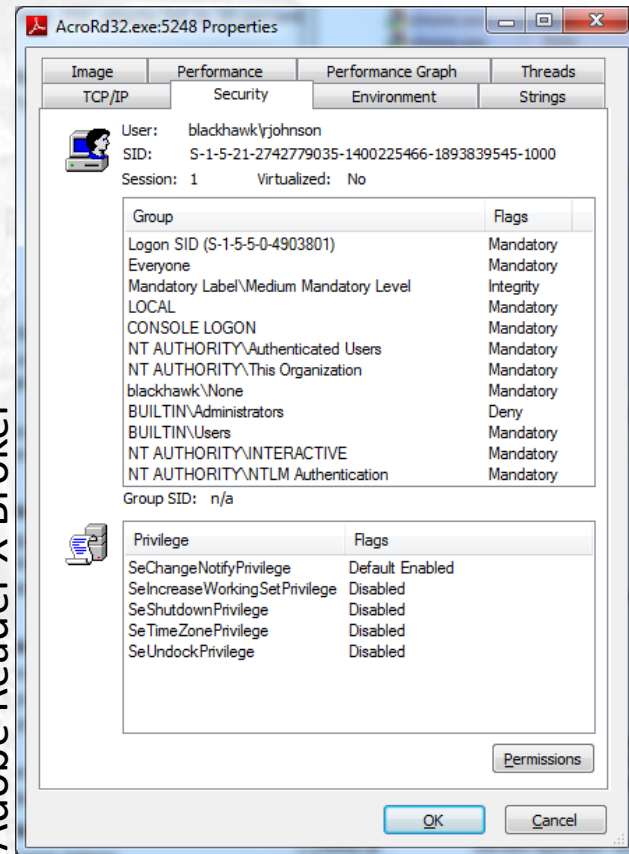 AcroRd32.exe:5248 Properties
Image Performance Performance Graph Threads
TCP/IP Security Environment Strings
User: blackhawk\rjohnson
SID: S-1-5-21-2742779035-1400225466-1893839545-1000
Session: 1 Virtualized: No
Group Flags
Logon SID (S-1-5-5-0-4903801) Mandatory
Everyone Mandatory
Mandatory Label\Medium Mandatory Level Integrity
LOCAL Mandatory
CONSOLE LOGON Mandatory
NT AUTHORITY\Authenticated Users Mandatory
NT AUTHORITY\This Organization Mandatory
blackhawk\None Mandatory
BUILTIN\Administrators Deny
BUILTIN\Users Mandatory
NT AUTHORITY\INTERACTIVE Mandatory
NT AUTHORITY\NTLM Authentication Mandatory
Group SID: n/a
Privilege Flags
SeChangeNotifyPrivilege Default Enabled
SeIncreaseWorkingSetPrivilege Disabled
SeShutdownPrivilege Disabled
SeTimeZonePrivilege Disabled
SeUndockPrivilege Disabled
Permissions
OK Cancel
Adobe Reader X Broker